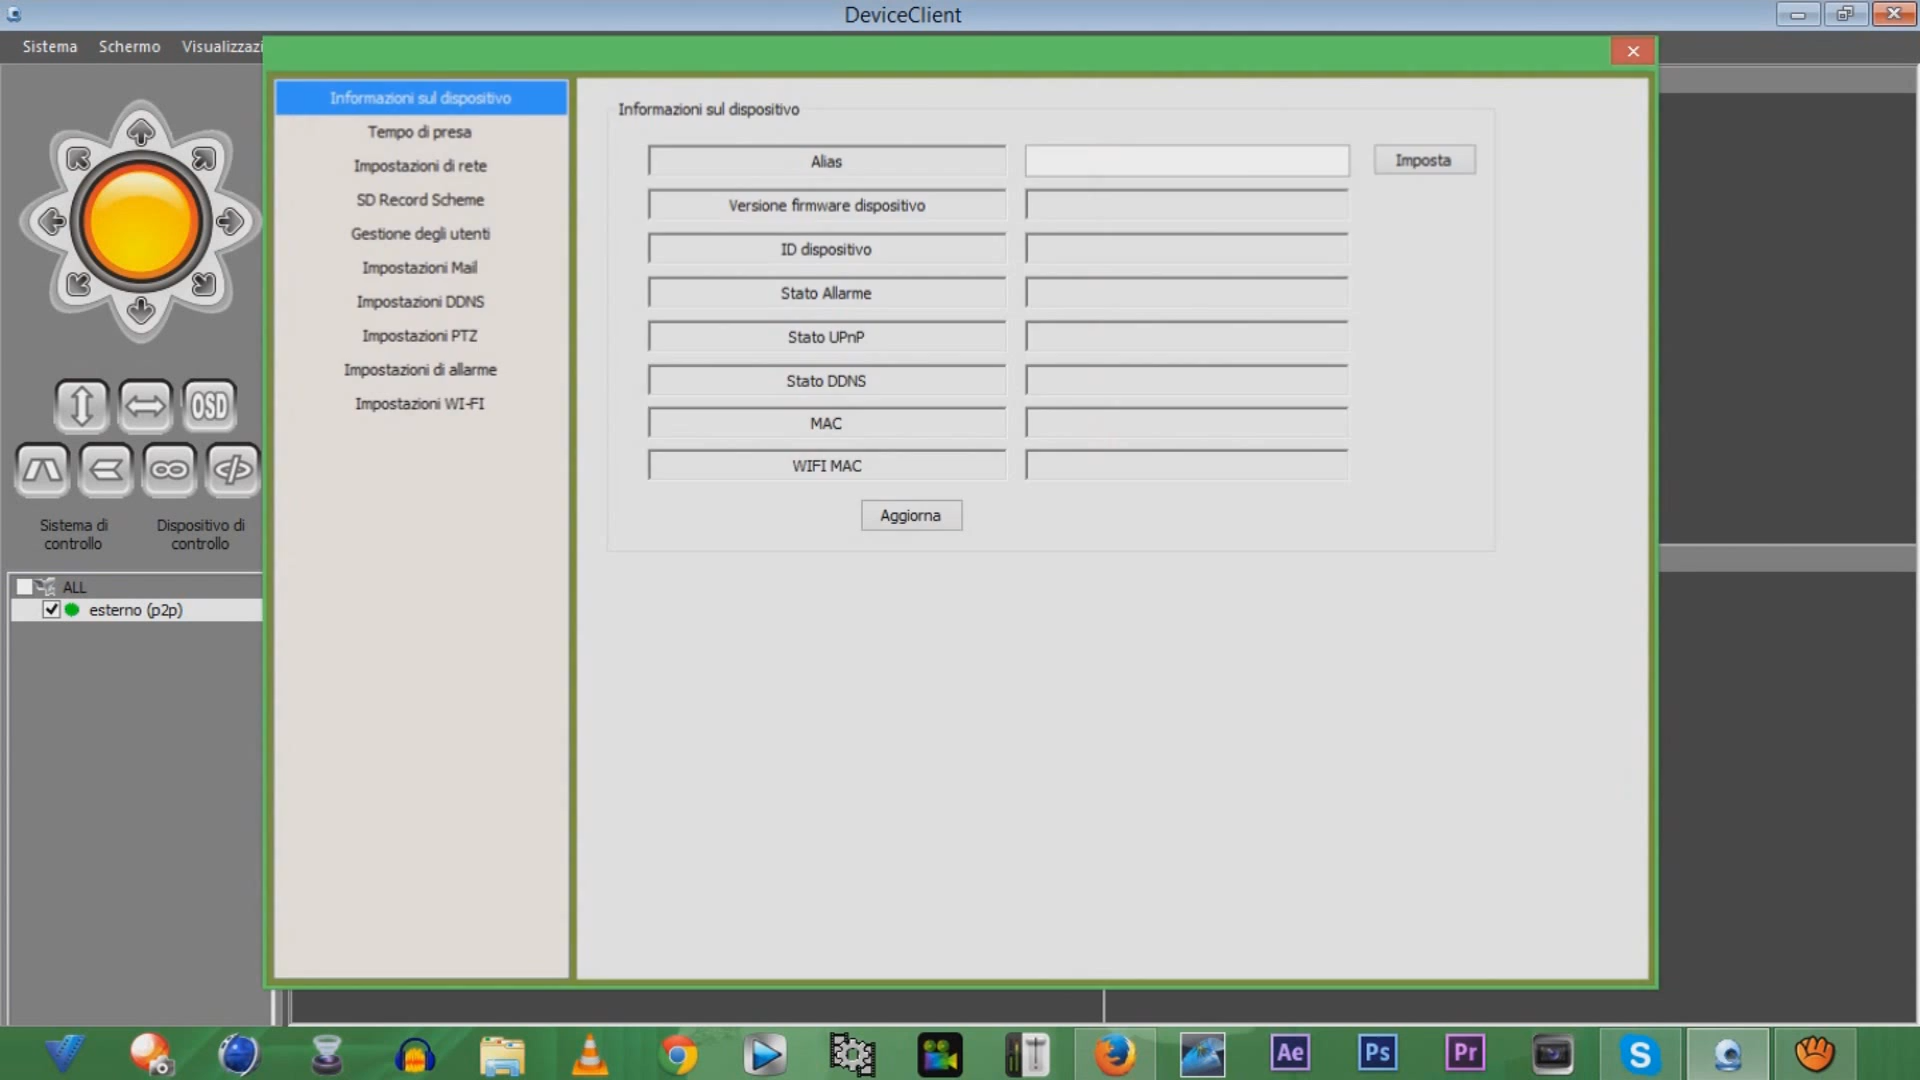 DeviceClient
Sistema Schermo Visualizzazi
Informazioni sul dispositivo
Tempo di presa
Impostazioni di rete
SD Record Scheme
Gestione degli utenti
Impostazioni Mail
Impostazioni DDNS
Impostazioni PTZ
Impostazioni di allarme
Impostazioni WI-FI
Informazioni sul dispositivo
Alias
Imposta
Versione firmware dispositivo
ID dispositivo
Stato Allarme
Stato UPnP
Stato DDNS
MAC
WIFI MAC
Aggiorna
OSD
Sistema di
controllo
Dispositivo di
controllo
ALL
esterno (p2p)
Ae
Ps
Pr
S